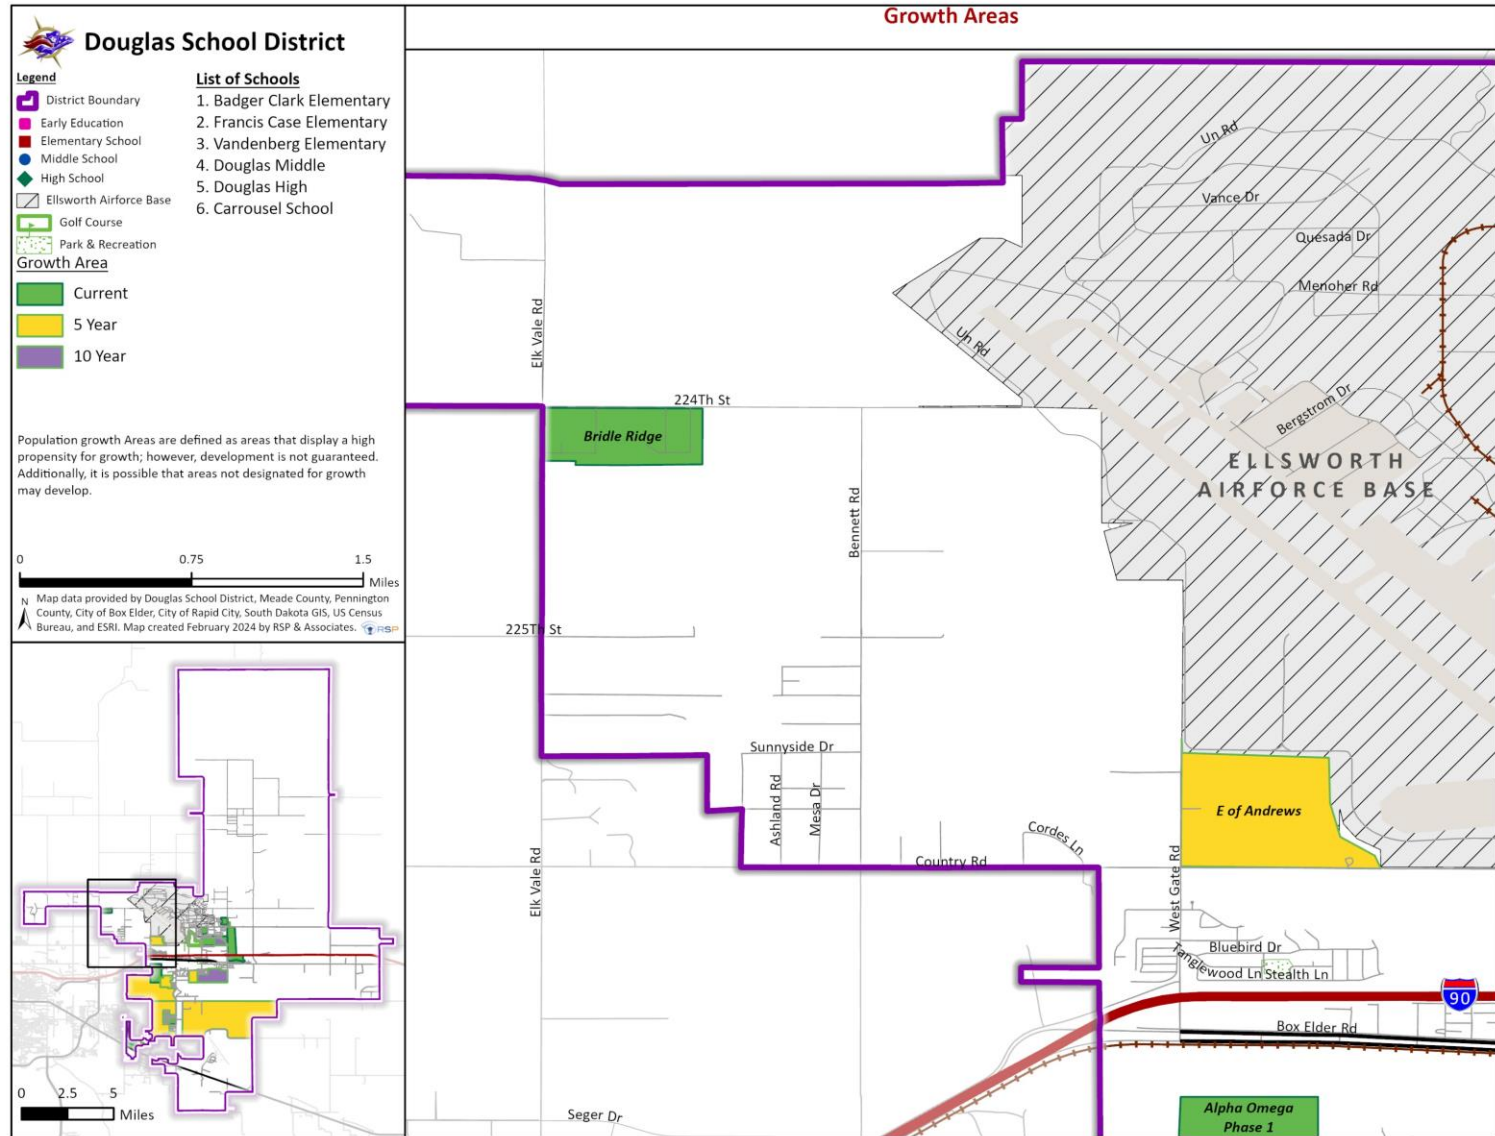 Growth Areas
Douglas School District
Legend
District Boundary
Early Education
Elementary School
Middle School
High School
Ellsworth Airforce Base
Golf Course
Park & Recreation
List of Schools
1. Badger Clark Elementary
2. Francis Case Elementary
3. Vandenberg Elementary
4. Douglas Middle
5. Douglas High
6. Carrousel School
Growth Area
Current
5 Year
10 Year
Population growth Areas are defined as areas that display a high
propensity for growth; however, development is not guaranteed.
Additionally, it is possible that areas not designated for growth
may develop.
0 0.75 1.5
Miles
N
Map data provided by Douglas School District, Meade County, Pennington
County, City of Box Elder, City of Rapid City, South Dakota GIS, US Census
Bureau, and ESRI. Map created February 2024 by RSP & Associates.
RSP
0 2.5 5
Miles
Un Rd
Vance Dr
Quesada Dr
Menoher Rd
Elk Vale Rd
Un Rd
224Th St
Bergstrom Dr
Bridle Ridge
ELLSWORTH
AIRFORCE BASE
Bennett Rd
225Th St
Sunnyside Dr
Ashland Rd
Mesa Dr
E of Andrews
Cordes Ln
Country Rd
Elk Vale Rd
West Gate Rd
Bluebird Dr
Tanglewood Ln
Stealth Ln
90
Box Elder Rd
Seger Dr
Alpha Omega
Phase 1